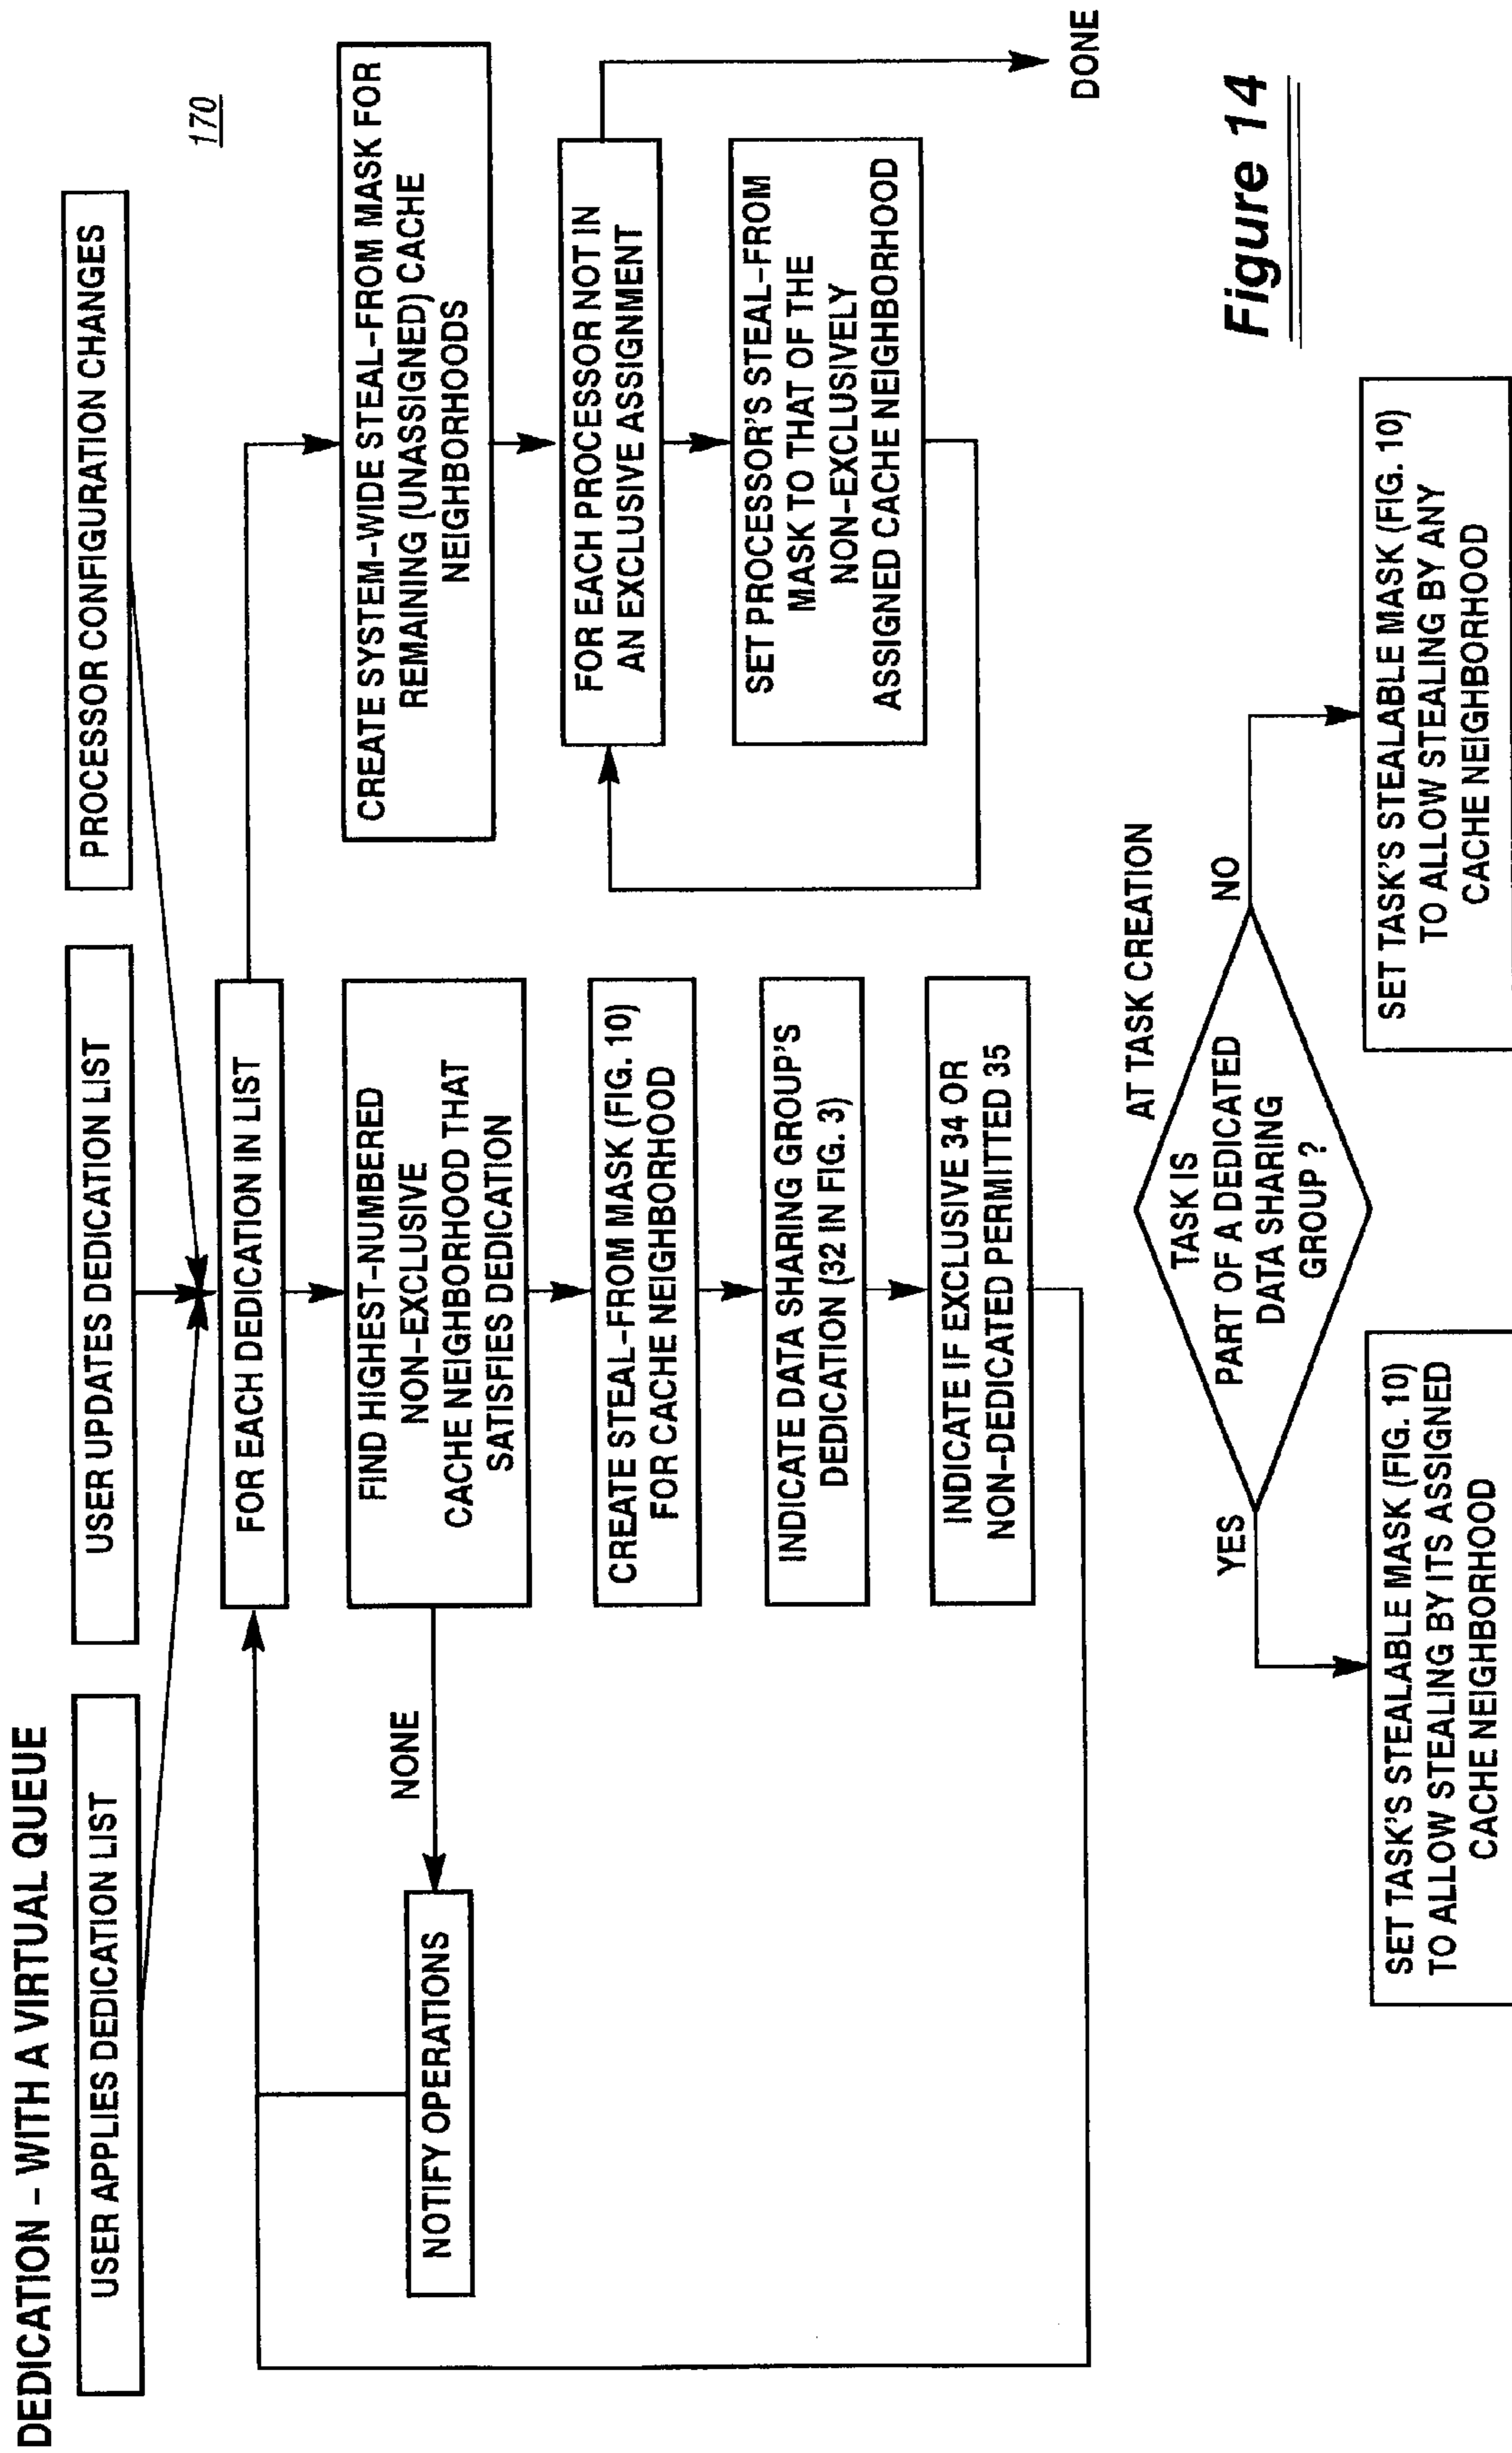 DEDICATION – WITH A VIRTUAL QUEUE
USER APPLIES DEDICATION LIST
USER UPDATES DEDICATION LIST
PROCESSOR CONFIGURATION CHANGES
170
FOR EACH DEDICATION IN LIST
FIND HIGHEST–NUMBERED
NON–EXCLUSIVE
CACHE NEIGHBORHOOD THAT
SATISFIES DEDICATION
NONE
NOTIFY OPERATIONS
CREATE STEAL–FROM MASK (FIG. 10)
FOR CACHE NEIGHBORHOOD
INDICATE DATA SHARING GROUP'S
DEDICATION (32 IN FIG. 3)
INDICATE IF EXCLUSIVE 34 OR
NON–DEDICATED PERMITTED 35
CREATE SYSTEM–WIDE STEAL–FROM MASK FOR
REMAINING (UNASSIGNED) CACHE
NEIGHBORHOODS
FOR EACH PROCESSOR NOT IN
AN EXCLUSIVE ASSIGNMENT
SET PROCESSOR'S STEAL–FROM
MASK TO THAT OF THE
NON–EXCLUSIVELY
ASSIGNED CACHE NEIGHBORHOOD
DONE
AT TASK CREATION
TASK IS
PART OF A DEDICATED
DATA SHARING
GROUP ?
YES
NO
SET TASK'S STEALABLE MASK (FIG. 10)
TO ALLOW STEALING BY ITS ASSIGNED
CACHE NEIGHBORHOOD
SET TASK'S STEALABLE MASK (FIG. 10)
TO ALLOW STEALING BY ANY
CACHE NEIGHBORHOOD
Figure 14